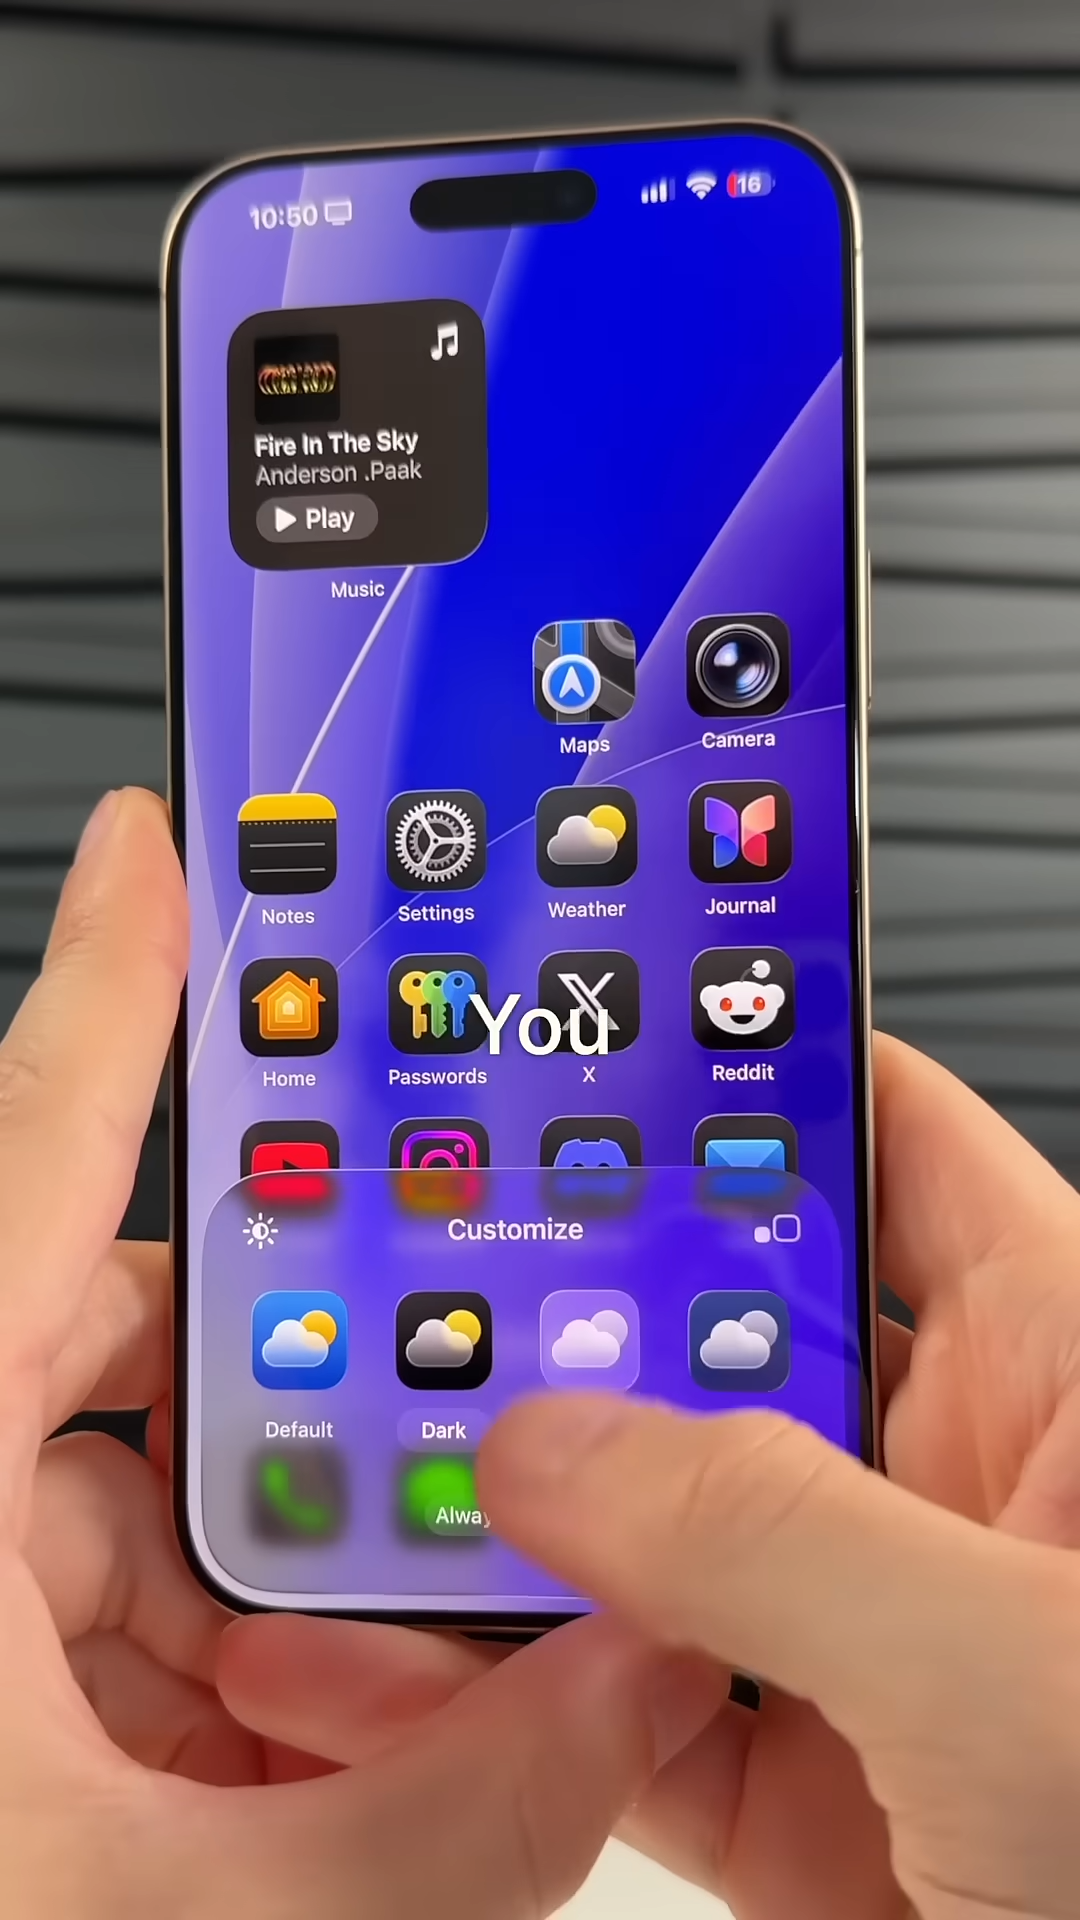 10:50
16
Fire In The Sky
Anderson .Paak
Play
Music
Maps
Camera
Notes
Settings
Weather
Journal
Home
Passwords
X
Reddit
You
Customize
Default
Dark
Alway